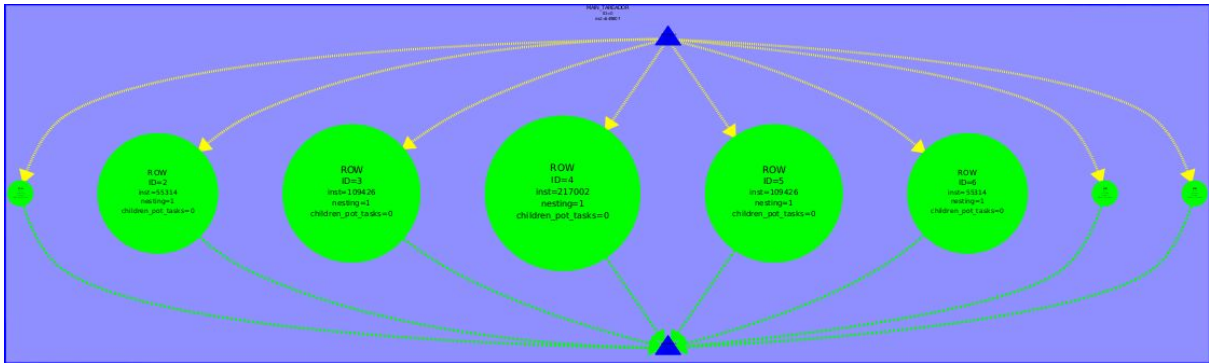 MAIN_TAREADOR
ROW
ID=2
inst=55314
nesting=1
children_pot_tasks=0
ROW
ID=3
inst=109426
nesting=1
children_pot_tasks=0
ROW
ID=4
inst=217002
nesting=1
children_pot_tasks=0
ROW
ID=5
inst=109426
nesting=1
children_pot_tasks=0
ROW
ID=6
inst=55314
nesting=1
children_pot_tasks=0